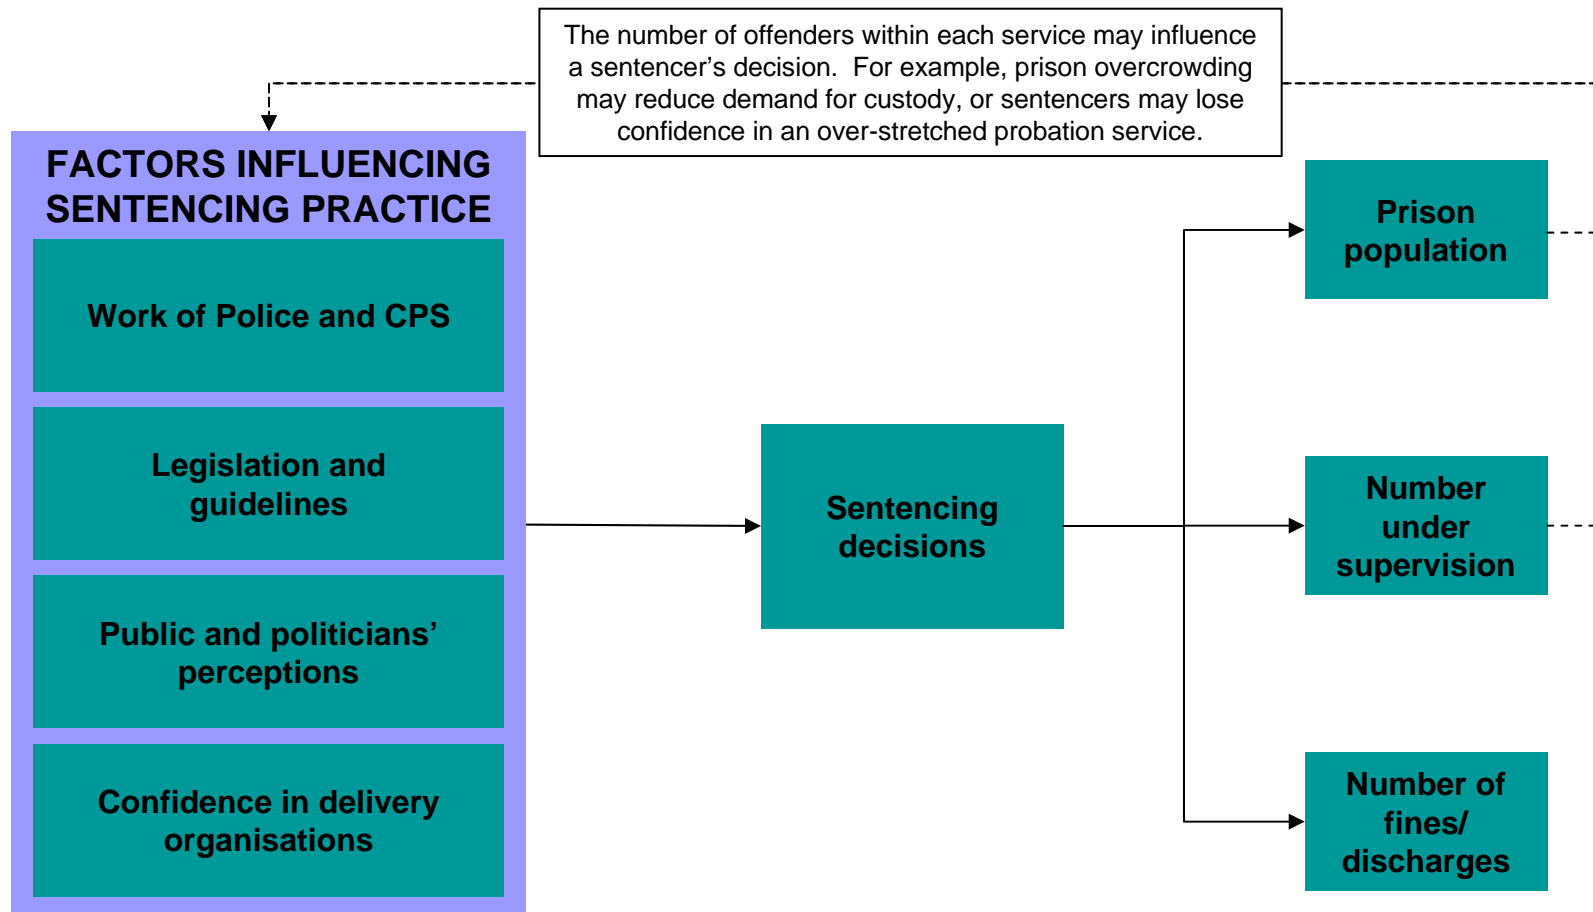 The number of offenders within each service may influence
a sentencer’s decision.  For example, prison overcrowding
may reduce demand for custody, or sentencers may lose
confidence in an over-stretched probation service.
FACTORS INFLUENCING
SENTENCING PRACTICE
Work of Police and CPS
Legislation and
guidelines
Public and politicians’
perceptions
Confidence in delivery
organisations
Sentencing
decisions
Prison
population
Number
under
supervision
Number of
fines/
discharges